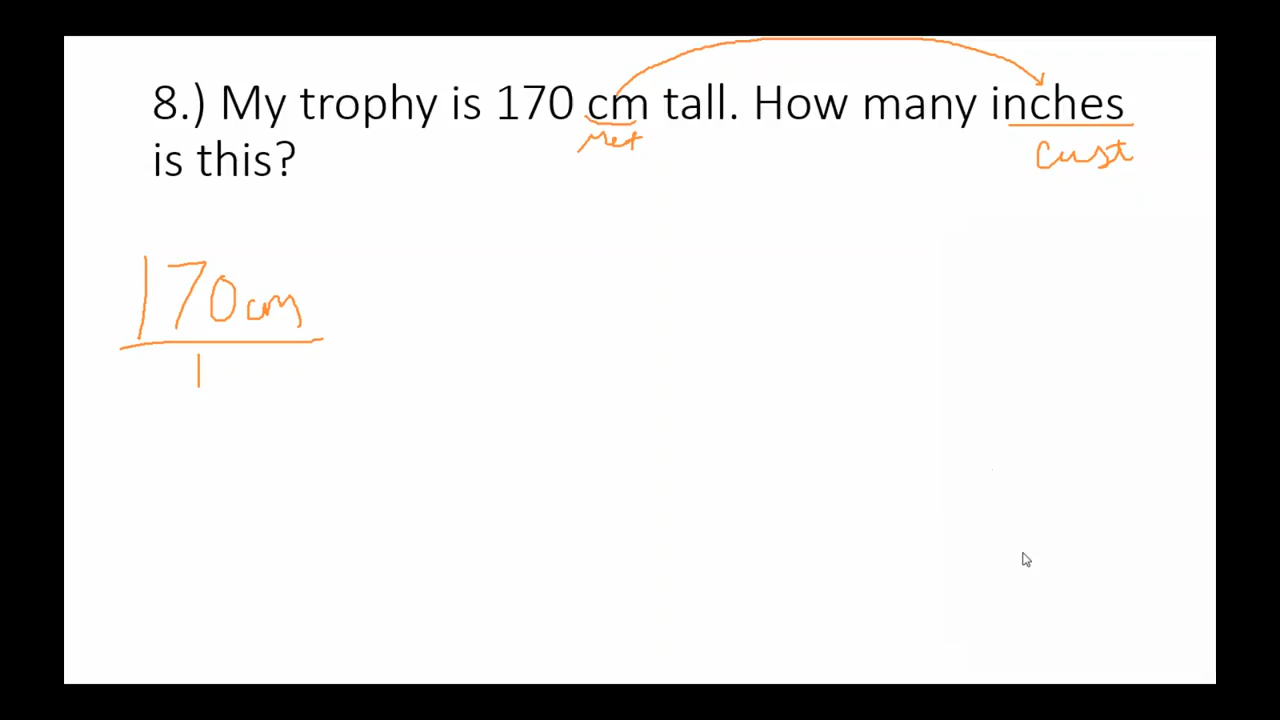 8.) My trophy is 170 cm tall. How many inches
Met
cust
is this?
170cm
1